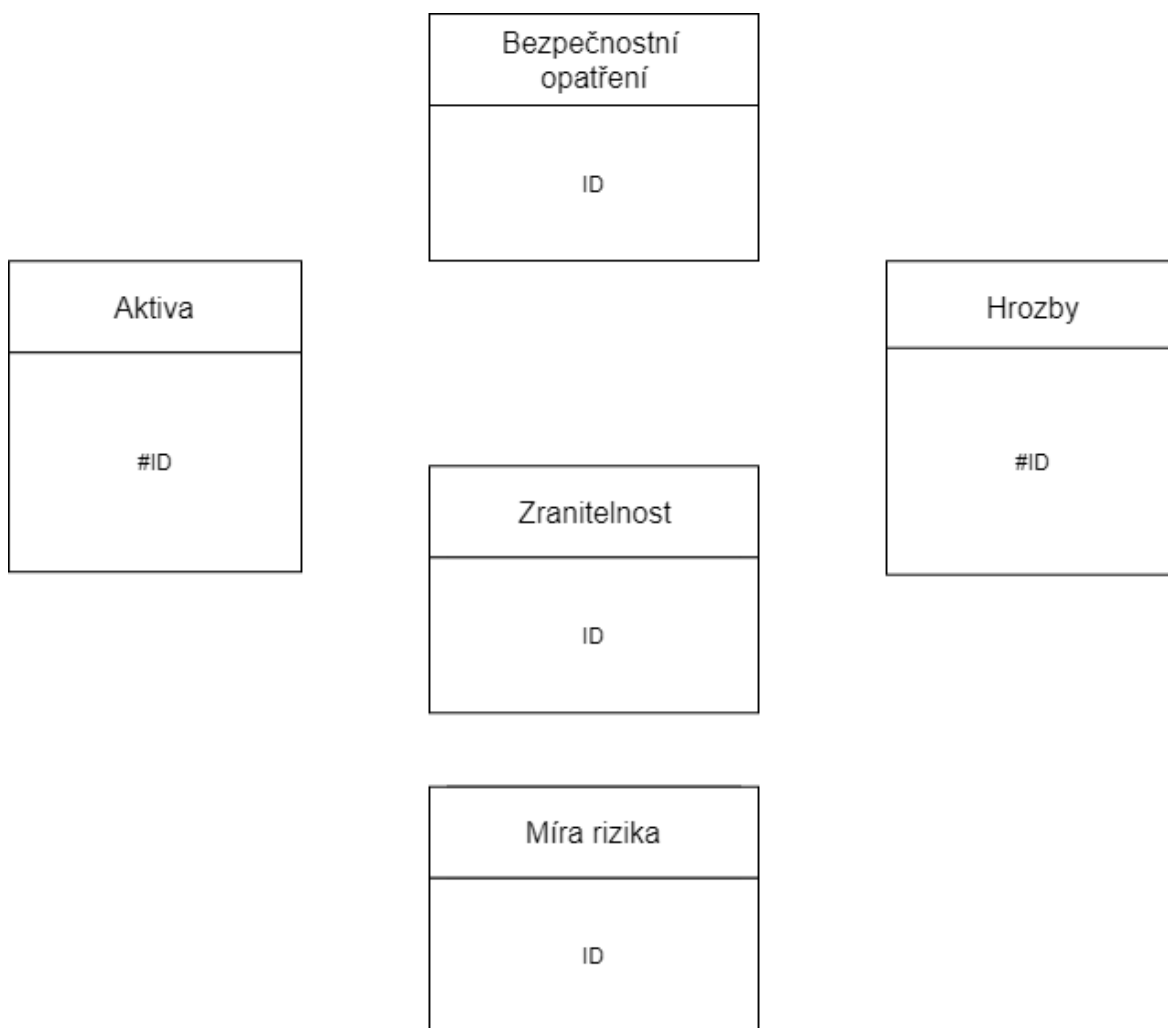 Bezpečnostní
opatření
ID
Aktiva
#ID
Hrozby
#ID
Zranitelnost
ID
Míra rizika
ID